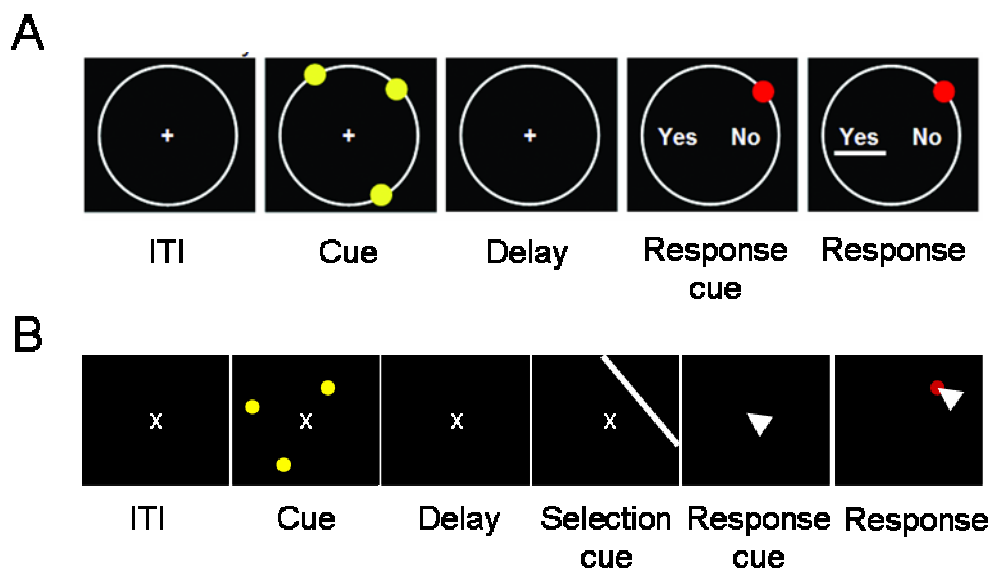 A
+ + + Yes No Yes No
ITI Cue Delay Response cue Response
B
x x x x
ITI Cue Delay Selection cue Response cue Response